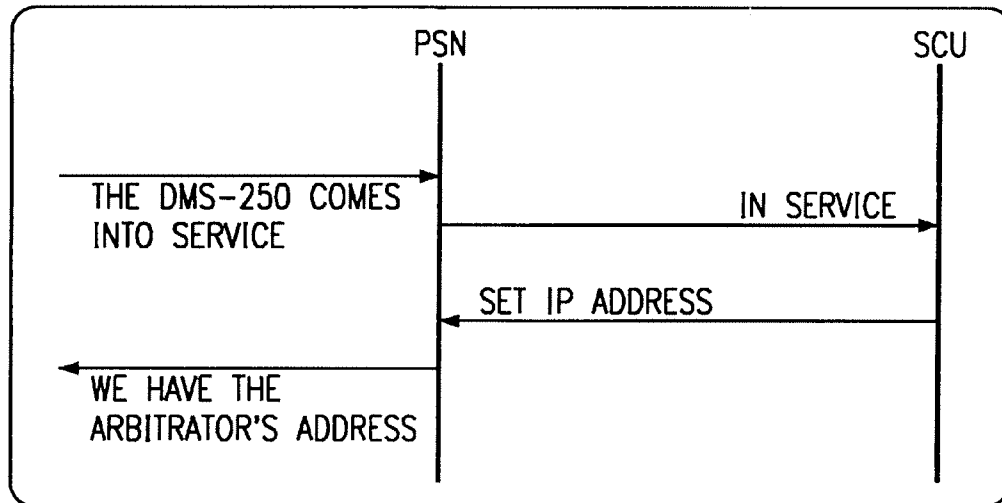 PSN
SCU
THE DMS-250 COMES
INTO SERVICE
IN SERVICE
SET IP ADDRESS
WE HAVE THE
ARBITRATOR'S ADDRESS